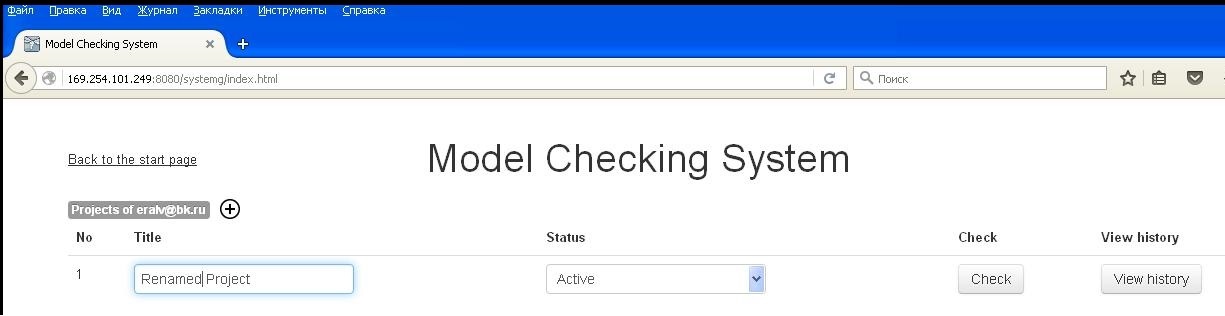 Файл Правка Вид Журнал Закладки Инструменты Справка
Model Checking System
169.254.101.249:8080/systemg/index.html Поиск
Back to the start page
Model Checking System
Projects of eralv@bk.ru
No Title Status Check View history
1 Renamed Project Active Check View history